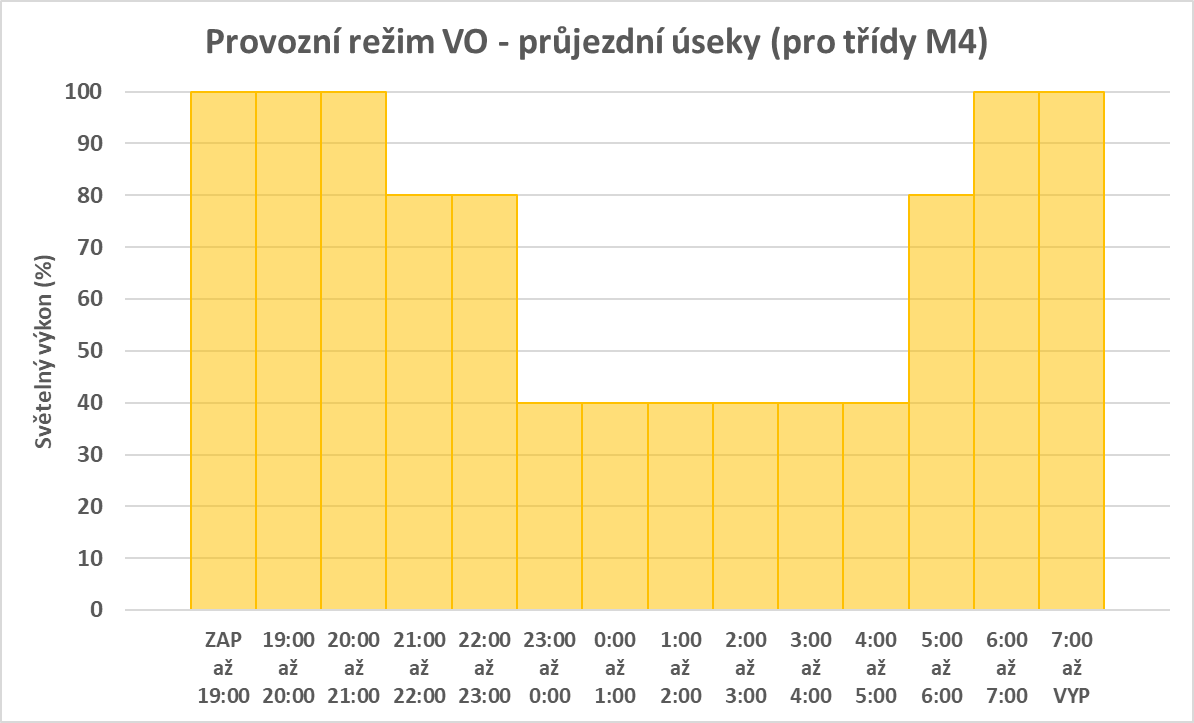 Provozní režim VO - průjezdní úseky (pro třídy M4)
Světelný výkon (%)
100
90
80
70
60
50
40
30
20
10
0
ZAP až 19:00
19:00 až 20:00
20:00 až 21:00
21:00 až 22:00
22:00 až 23:00
23:00 až 0:00
0:00 až 1:00
1:00 až 2:00
2:00 až 3:00
3:00 až 4:00
4:00 až 5:00
5:00 až 6:00
6:00 až 7:00
7:00 až VYP